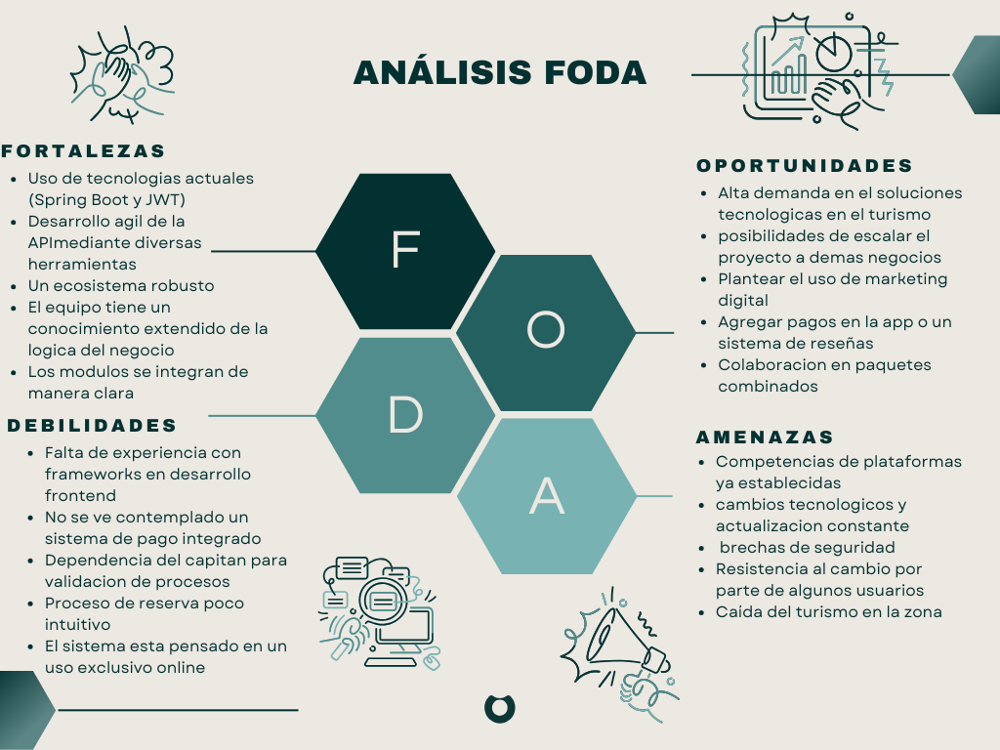 ANÁLISIS FODA
FORTALEZAS
• Uso de tecnologias actuales
(Spring Boot y JWT)
• Desarrollo agil de la
APImediante diversas
herramientas
• Un ecosistema robusto
• El equipo tiene un
conocimiento extendido de la
logica del negocio
• Los modulos se integran de
manera clara
DEBILIDADES
• Falta de experiencia con
frameworks en desarrollo
frontend
• No se ve contemplado un
sistema de pago integrado
• Dependencia del capitan para
validacion de procesos
• Proceso de reserva poco
intuitivo
• El sistema esta pensado en un
uso exclusivo online
F
O
D
A
OPORTUNIDADES
• Alta demanda en el soluciones
tecnologicas en el turismo
• posibilidades de escalar el
proyecto a demas negocios
• Plantear el uso de marketing
digital
• Agregar pagos en la app o un
sistema de reseñas
• Colaboracion en paquetes
combinados
AMENAZAS
• Competencias de plataformas
ya establecidas
• cambios tecnologicos y
actualizacion constante
• brechas de seguridad
• Resistencia al cambio por
parte de algunos usuarios
• Caida del turismo en la zona